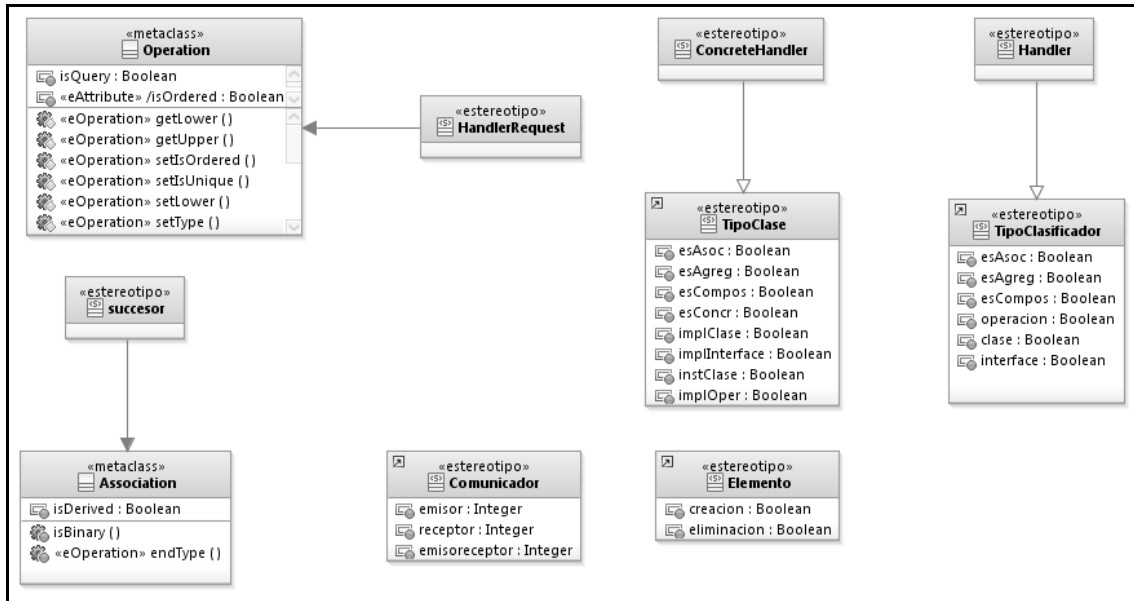 «metaclass»
Operation
isQuery : Boolean
«eAttribute» /isOrdered : Boolean
«eOperation» getLower ( )
«eOperation» getUpper ( )
«eOperation» setIsOrdered ( )
«eOperation» setIsUnique ( )
«eOperation» setLower ( )
«eOperation» setType ( )
«estereotipo»
HandlerRequest
«estereotipo»
ConcreteHandler
«estereotipo»
Handler
«estereotipo»
TipoClase
esAsoc : Boolean
esAgreg : Boolean
esCompos : Boolean
esConcr : Boolean
implClase : Boolean
implInterface : Boolean
instClase : Boolean
implOper : Boolean
«estereotipo»
TipoClasificador
esAsoc : Boolean
esAgreg : Boolean
esCompos : Boolean
operacion : Boolean
clase : Boolean
interface : Boolean
«estereotipo»
succesor
«metaclass»
Association
isDerived : Boolean
isBinary ( )
«eOperation» endType ( )
«estereotipo»
Comunicador
emisor : Integer
receptor : Integer
emisoreceptor : Integer
«estereotipo»
Elemento
creacion : Boolean
eliminacion : Boolean